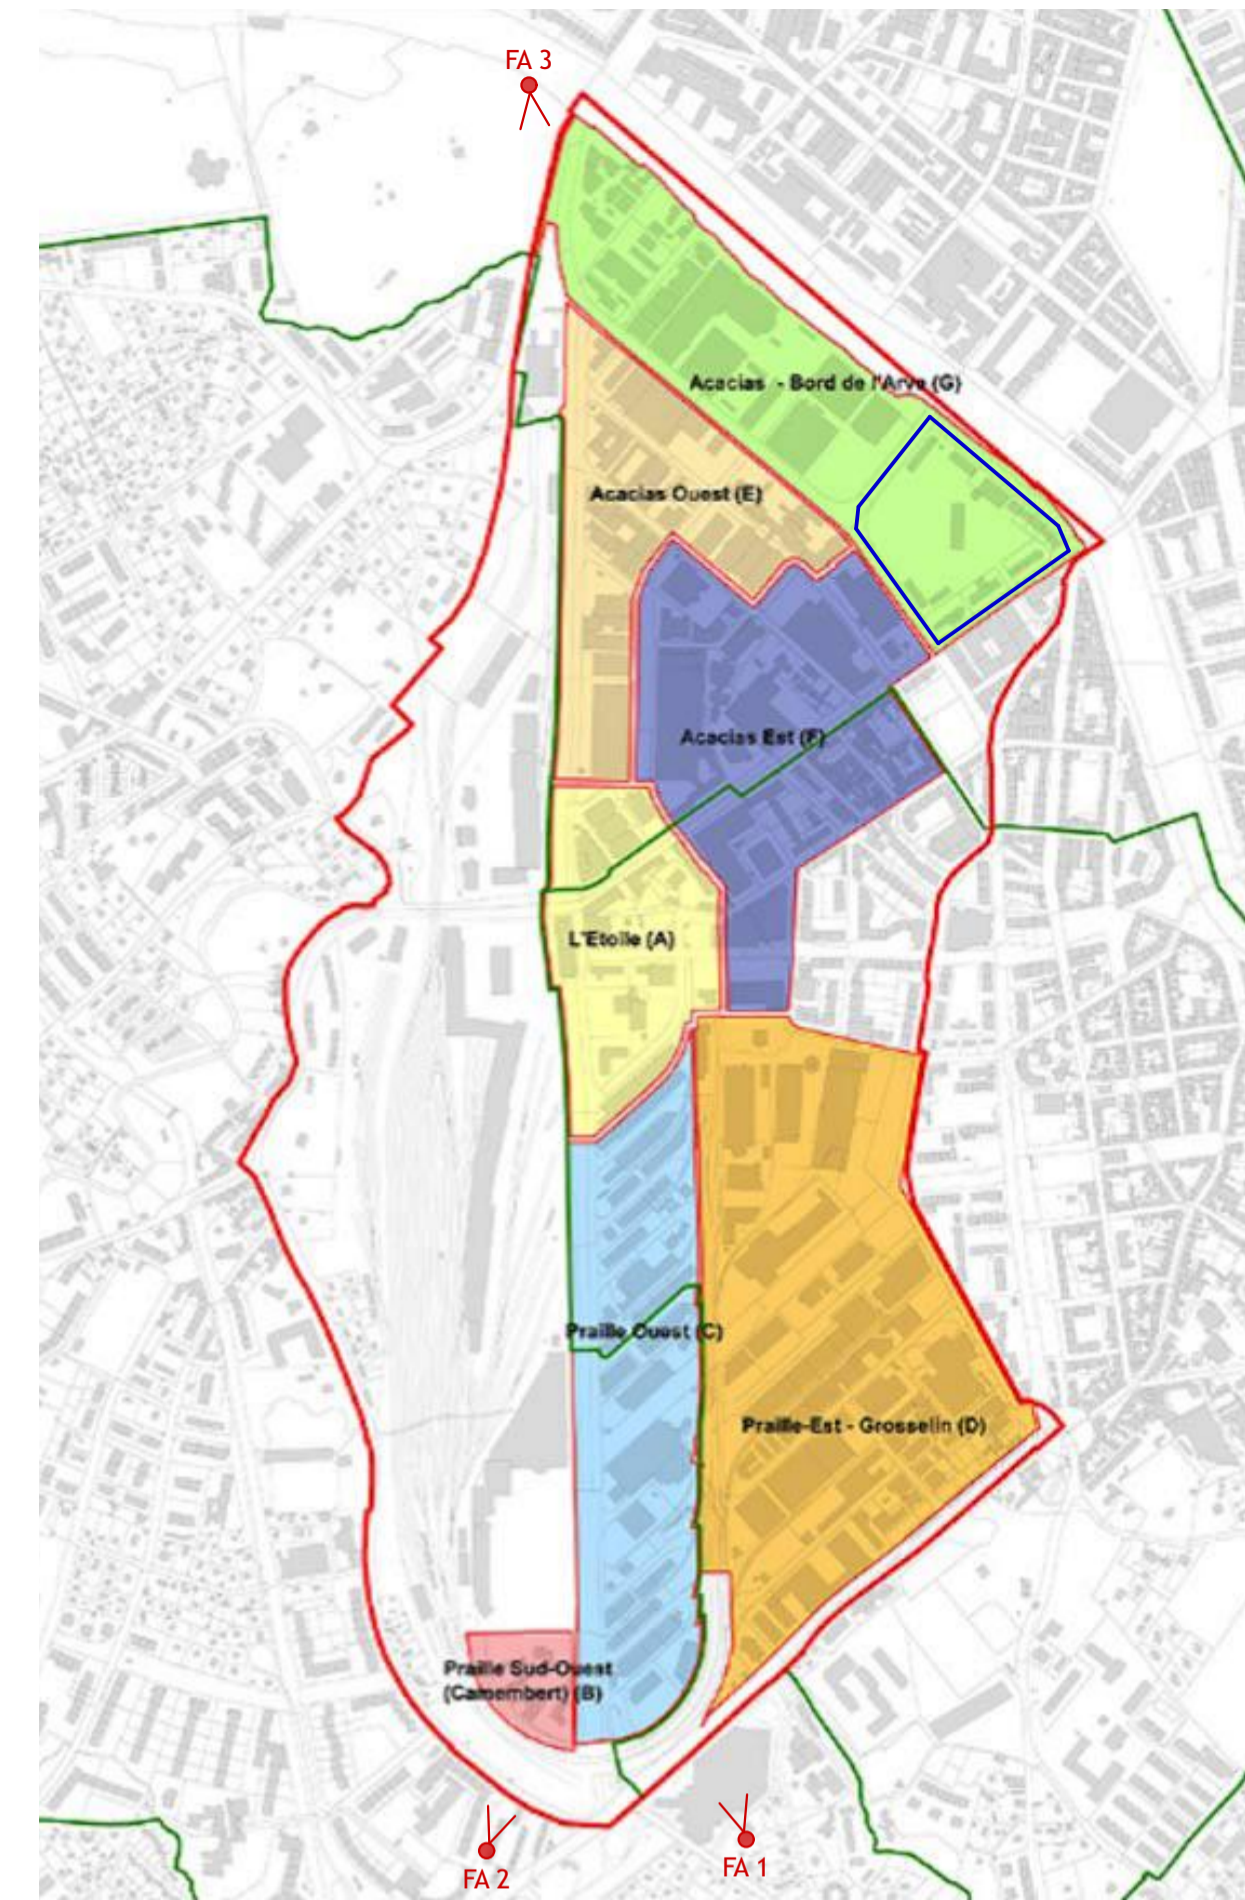 FA 3
Acacias - Bord de l'Arve (G)
Acacias Ouest (E)
Acacias Est (F)
L'Etoile (A)
Praille Ouest (C)
Praille-Est - Grosselin (D)
Praille Sud-Ouest
(Camembert) (B)
FA 1
FA 2